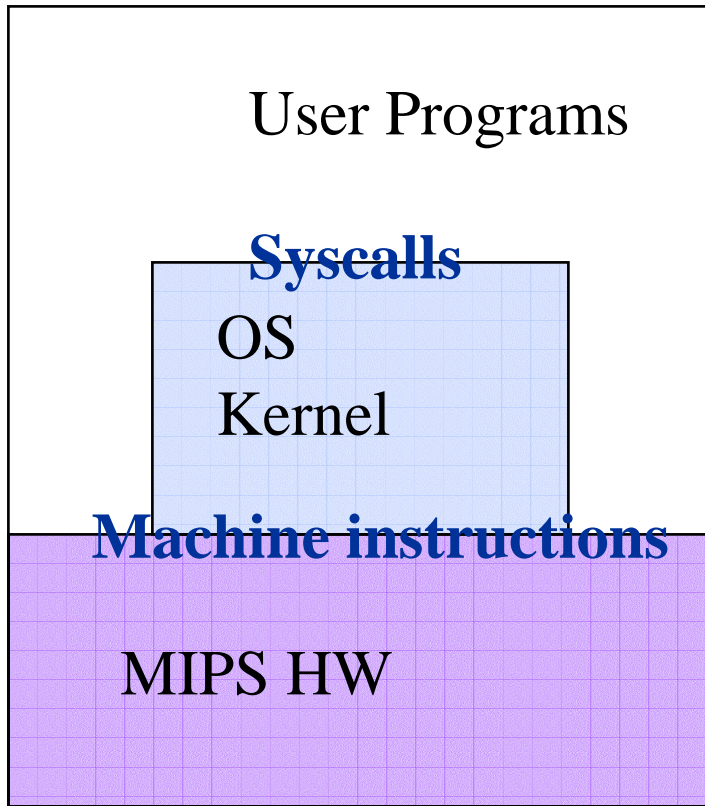 User Programs
Syscalls
OS
Kernel
Machine instructions
MIPS HW